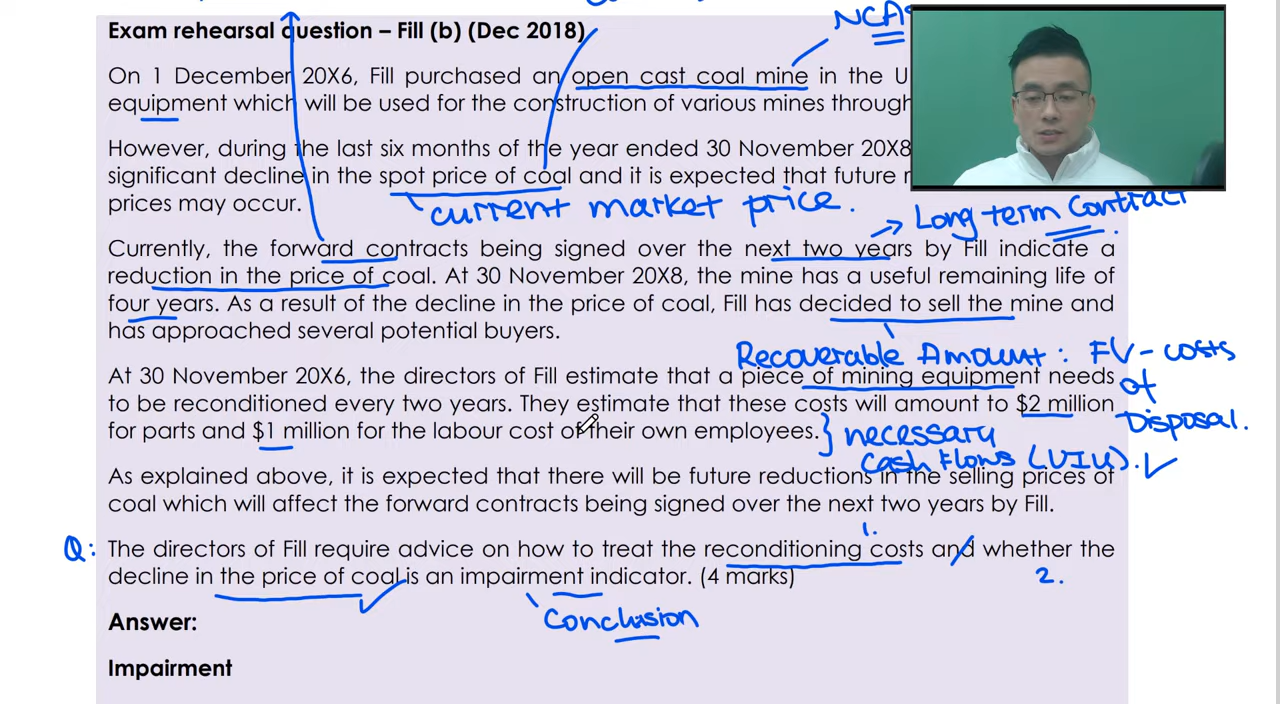 NCAs
Exam rehearsal question – Fill (b) (Dec 2018)
On 1 December 20X6, Fill purchased an open cast coal mine in the U
equipment which will be used for the construction of various mines through
However, during the last six months of the year ended 30 November 20X8
significant decline in the spot price of coal and it is expected that future r
prices may occur.
current market price.
Long term Contract.
Currently, the forward contracts being signed over the next two years by Fill indicate a
reduction in the price of coal. At 30 November 20X8, the mine has a useful remaining life of
four years. As a result of the decline in the price of coal, Fill has decided to sell the mine and
has approached several potential buyers.
Recoverable Amount: FV - costs
of
Disposal.
At 30 November 20X6, the directors of Fill estimate that a piece of mining equipment needs
to be reconditioned every two years. They estimate that these costs will amount to $2 million
for parts and $1 million for the labour cost of their own employees.
} necessary
Cash Flows (VIU). ✓
As explained above, it is expected that there will be future reductions in the selling prices of
coal which will affect the forward contracts being signed over the next two years by Fill.
1.
Q: The directors of Fill require advice on how to treat the reconditioning costs and whether the
decline in the price of coal is an impairment indicator. (4 marks)
2.
Conclusion
Answer:
Impairment